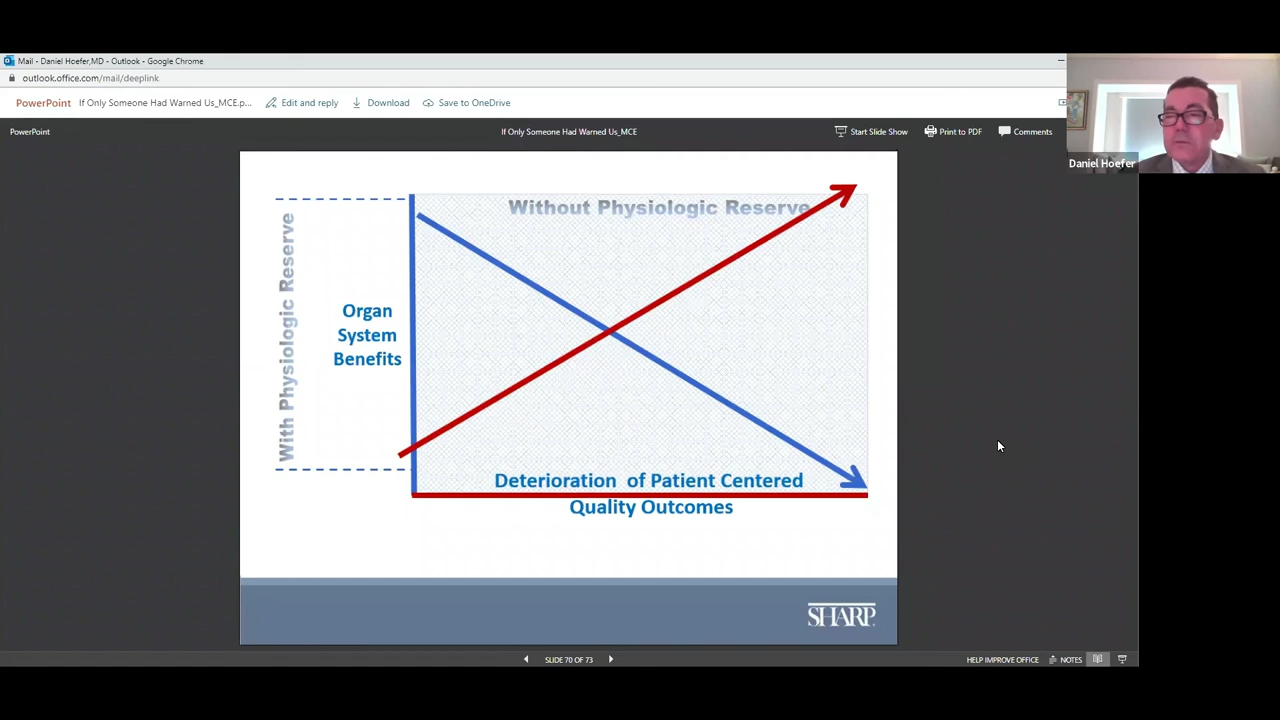 Mail - Daniel Hoefer,MD - Outlook - Google Chrome
outlook.office.com/mail/deeplink
PowerPoint
If Only Someone Had Warned Us_MCE.p...
Edit and reply
Download
Save to OneDrive
PowerPoint
If Only Someone Had Warned Us_MCE
Start Slide Show
Print to PDF
Comments
Daniel Hoefer
Without Physiologic Reserve
With Physiologic Reserve
Organ
System
Benefits
Deterioration of Patient Centered
Quality Outcomes
SHARP
SLIDE 70 OF 73
HELP IMPROVE OFFICE
NOTES